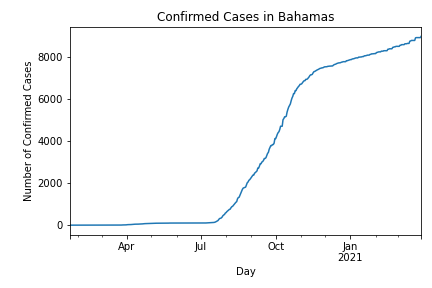 Confirmed Cases in Bahamas
Number of Confirmed Cases
8000
6000
4000
2000
0
Apr
Jul
Oct
Jan
2021
Day